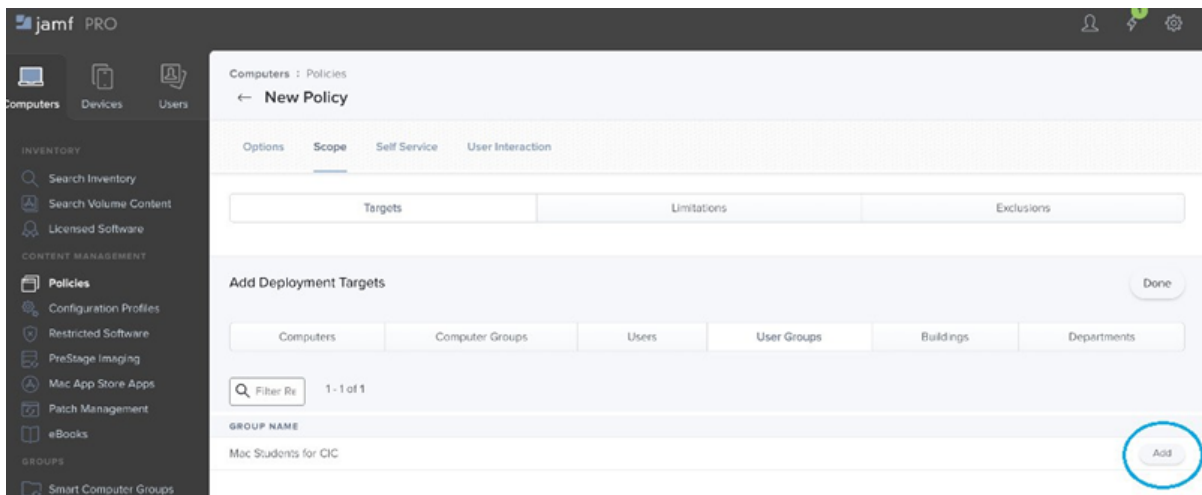 jamf PRO
1
Computers
Devices
Users
Computers : Policies
← New Policy
Options
Scope
Self Service
User Interaction
INVENTORY
Search Inventory
Search Volume Content
Licensed Software
CONTENT MANAGEMENT
Policies
Configuration Profiles
Restricted Software
PreStage Imaging
Mac App Store Apps
Patch Management
eBooks
GROUPS
Smart Computer Groups
Targets
Limitations
Exclusions
Add Deployment Targets
Done
Computers
Computer Groups
Users
User Groups
Buildings
Departments
Filter Re
1 - 1 of 1
GROUP NAME
Mac Students for CIC
Add